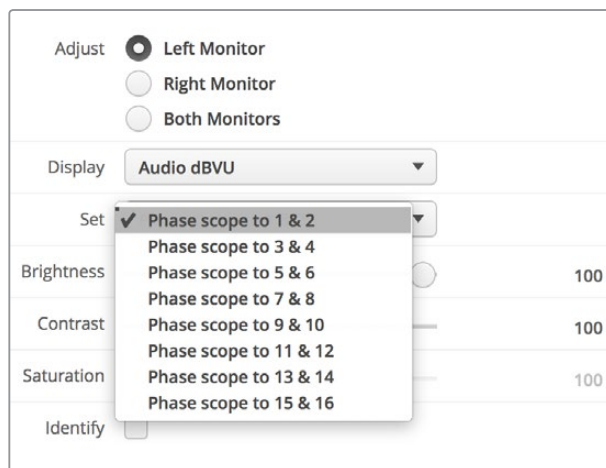 Adjust Left Monitor
Right Monitor
Both Monitors
Display Audio dBVU
Set ✓ Phase scope to 1 & 2
Phase scope to 3 & 4
Brightness Phase scope to 5 & 6 100
Phase scope to 7 & 8
Contrast Phase scope to 9 & 10 100
Phase scope to 11 & 12
Saturation Phase scope to 13 & 14 100
Phase scope to 15 & 16
Identify